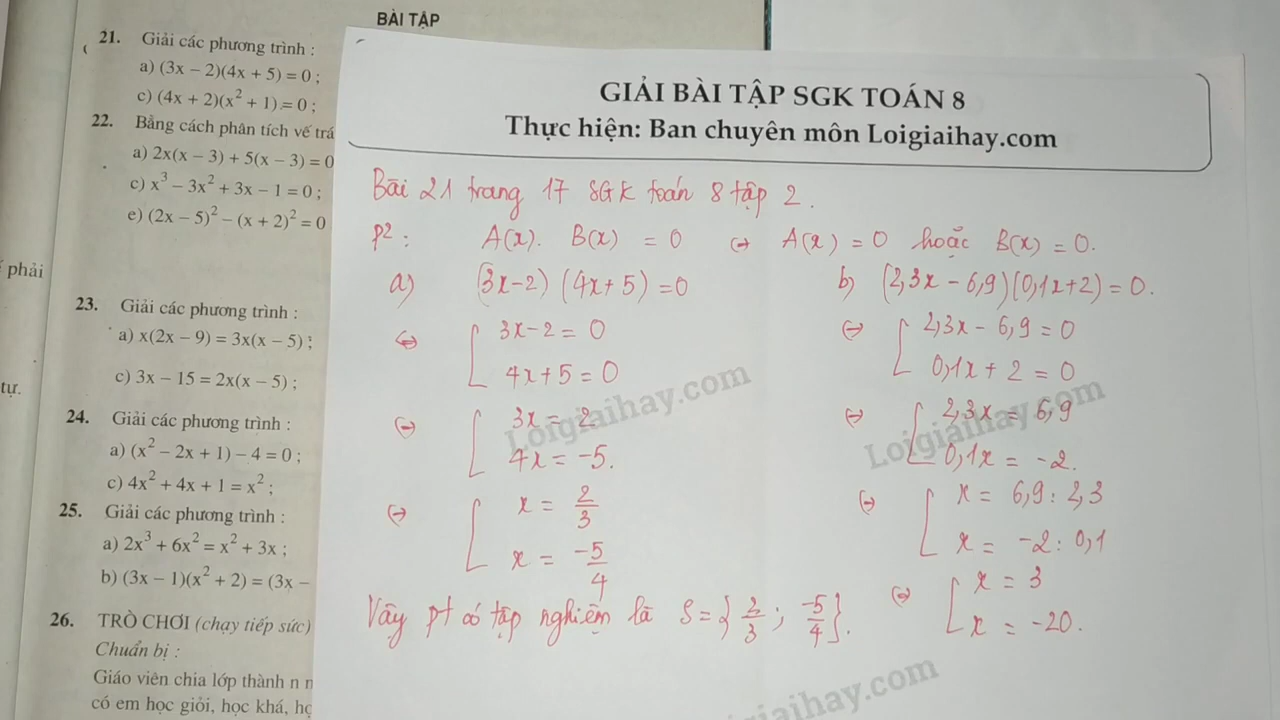 BÀI TẬP
21. Giải các phương trình :
a) (3x – 2)(4x + 5) = 0 ;
c) (4x + 2)(x² + 1) = 0 ;
22. Bằng cách phân tích vế trá
a) 2x(x – 3) + 5(x – 3) = 0
c) x³ – 3x² + 3x – 1 = 0 ;
e) (2x – 5)² – (x + 2)² = 0
phải
23. Giải các phương trình :
a) x(2x – 9) = 3x(x – 5) ;
tự.
c) 3x – 15 = 2x(x – 5) ;
24. Giải các phương trình :
a) (x² – 2x + 1) – 4 = 0 ;
c) 4x² + 4x + 1 = x² ;
25. Giải các phương trình :
a) 2x³ + 6x² = x² + 3x ;
b) (3x – 1)(x² + 2) = (3x –
26. TRÒ CHƠI (chạy tiếp sức)
Chuẩn bị :
Giáo viên chia lớp thành n n
có em học giỏi, học khá, họ
GIẢI BÀI TẬP SGK TOÁN 8
Thực hiện: Ban chuyên môn Loigiaihay.com
Bài 21 trang 17 SGK toán 8 tập 2.
P²: A(x). B(x) = 0 ⇔ A(x) = 0 hoặc B(x) = 0.
a) (3x-2) (4x+5) = 0
⇔ [ 3x-2 = 0
4x+5 = 0
⇔ [ 3x = 2
4x = -5.
⇔ [ x = 2/3
x = -5/4
Vậy pt có tập nghiệm là S = { 2/3 ; -5/4 }.
b) (2,3x - 6,9)(0,1x+2) = 0.
⇔ [ 2,3x - 6,9 = 0
0,1x + 2 = 0
⇔ [ 2,3x = 6,9
0,1x = -2.
⇔ [ x = 6,9 : 2,3
x = -2 : 0,1
⇔ [ x = 3
x = -20.
Loigiaihay.com
Loigiaihay.com
Loigiaihay.com